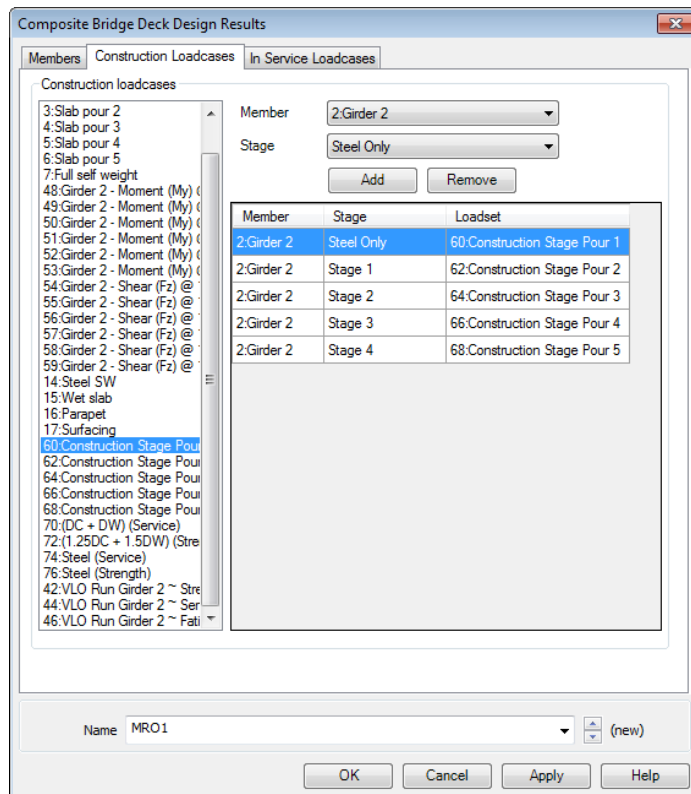 Composite Bridge Deck Design Results
Members Construction Loadcases In Service Loadcases
Construction loadcases
3:Slab pour 2
4:Slab pour 3
5:Slab pour 4
6:Slab pour 5
7:Full self weight
48:Girder 2 - Moment (My) (
49:Girder 2 - Moment (My) (
50:Girder 2 - Moment (My) (
51:Girder 2 - Moment (My) (
52:Girder 2 - Moment (My) (
53:Girder 2 - Moment (My) (
54:Girder 2 - Shear (Fz) @
55:Girder 2 - Shear (Fz) @
56:Girder 2 - Shear (Fz) @
57:Girder 2 - Shear (Fz) @
58:Girder 2 - Shear (Fz) @
59:Girder 2 - Shear (Fz) @
14:Steel SW
15:Wet slab
16:Parapet
17:Surfacing
60:Construction Stage Pour
62:Construction Stage Pour
64:Construction Stage Pour
66:Construction Stage Pour
68:Construction Stage Pour
70:(DC + DW) (Service)
72:(1.25DC + 1.5DW) (Stre
74:Steel (Service)
76:Steel (Strength)
42:VLO Run Girder 2 ~ Stre
44:VLO Run Girder 2 ~ Ser
46:VLO Run Girder 2 ~ Fati
Member 2:Girder 2
Stage Steel Only
Add Remove
Member Stage Loadset
2:Girder 2 Steel Only 60:Construction Stage Pour 1
2:Girder 2 Stage 1 62:Construction Stage Pour 2
2:Girder 2 Stage 2 64:Construction Stage Pour 3
2:Girder 2 Stage 3 66:Construction Stage Pour 4
2:Girder 2 Stage 4 68:Construction Stage Pour 5
Name MRO1 (new)
OK Cancel Apply Help